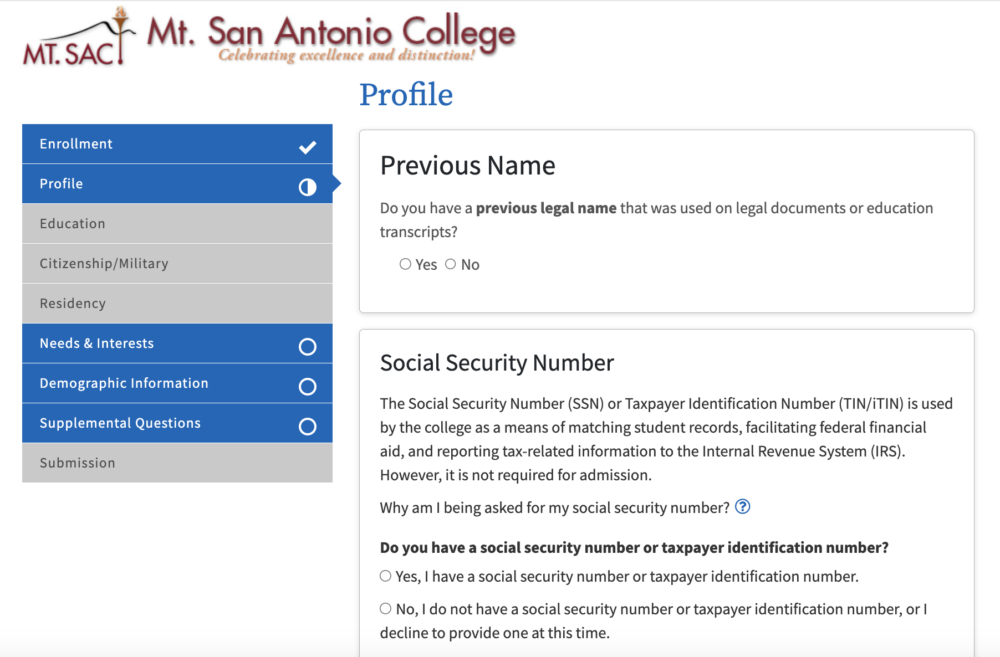 MT. SAC
Mt. San Antonio College
Celebrating excellence and distinction!
Profile
Enrollment
Profile
Education
Citizenship/Military
Residency
Needs & Interests
Demographic Information
Supplemental Questions
Submission
Previous Name
Do you have a previous legal name that was used on legal documents or education
transcripts?
Yes No
Social Security Number
The Social Security Number (SSN) or Taxpayer Identification Number (TIN/iTIN) is used
by the college as a means of matching student records, facilitating federal financial
aid, and reporting tax-related information to the Internal Revenue System (IRS).
However, it is not required for admission.
Why am I being asked for my social security number? ?
Do you have a social security number or taxpayer identification number?
Yes, I have a social security number or taxpayer identification number.
No, I do not have a social security number or taxpayer identification number, or I
decline to provide one at this time.